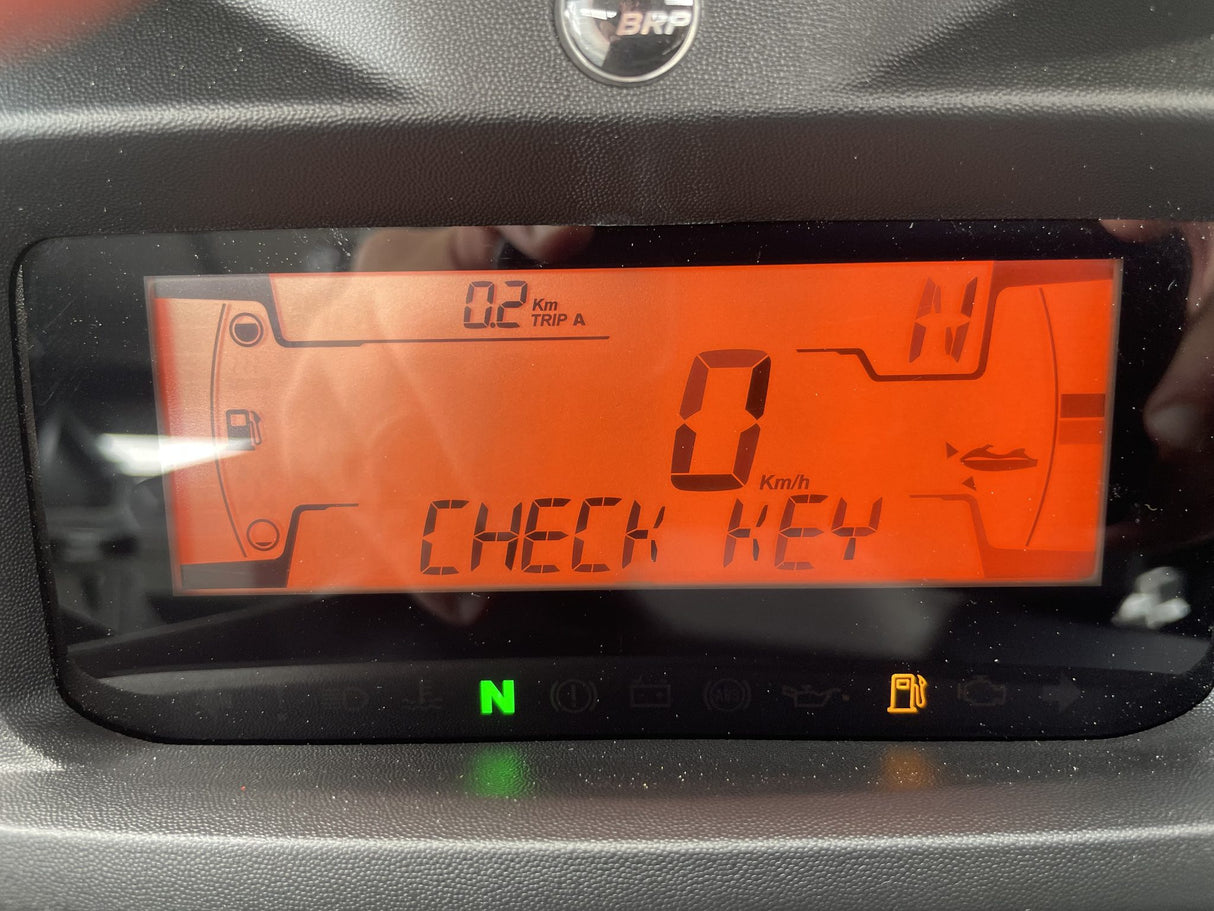 BRP
0.2 Km
TRIP A
N
0 Km/h
CHECK KEY
N